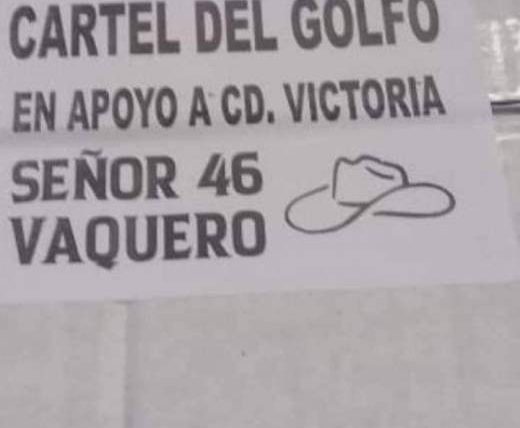 CARTEL DEL GOLFO
EN APOYO A CD. VICTORIA
SEÑOR 46
VAQUERO